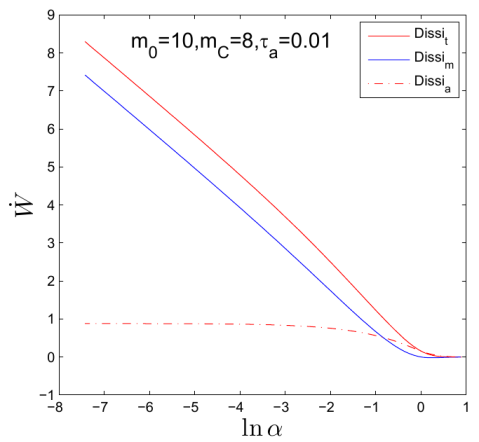 9
8
7
6
5
4
3
2
1
0
−1
Ẇ
m0=10,mC=8,τa=0.01
Dissit
Dissim
Dissia
−8 −7 −6 −5 −4 −3 −2 −1 0 1
ln α